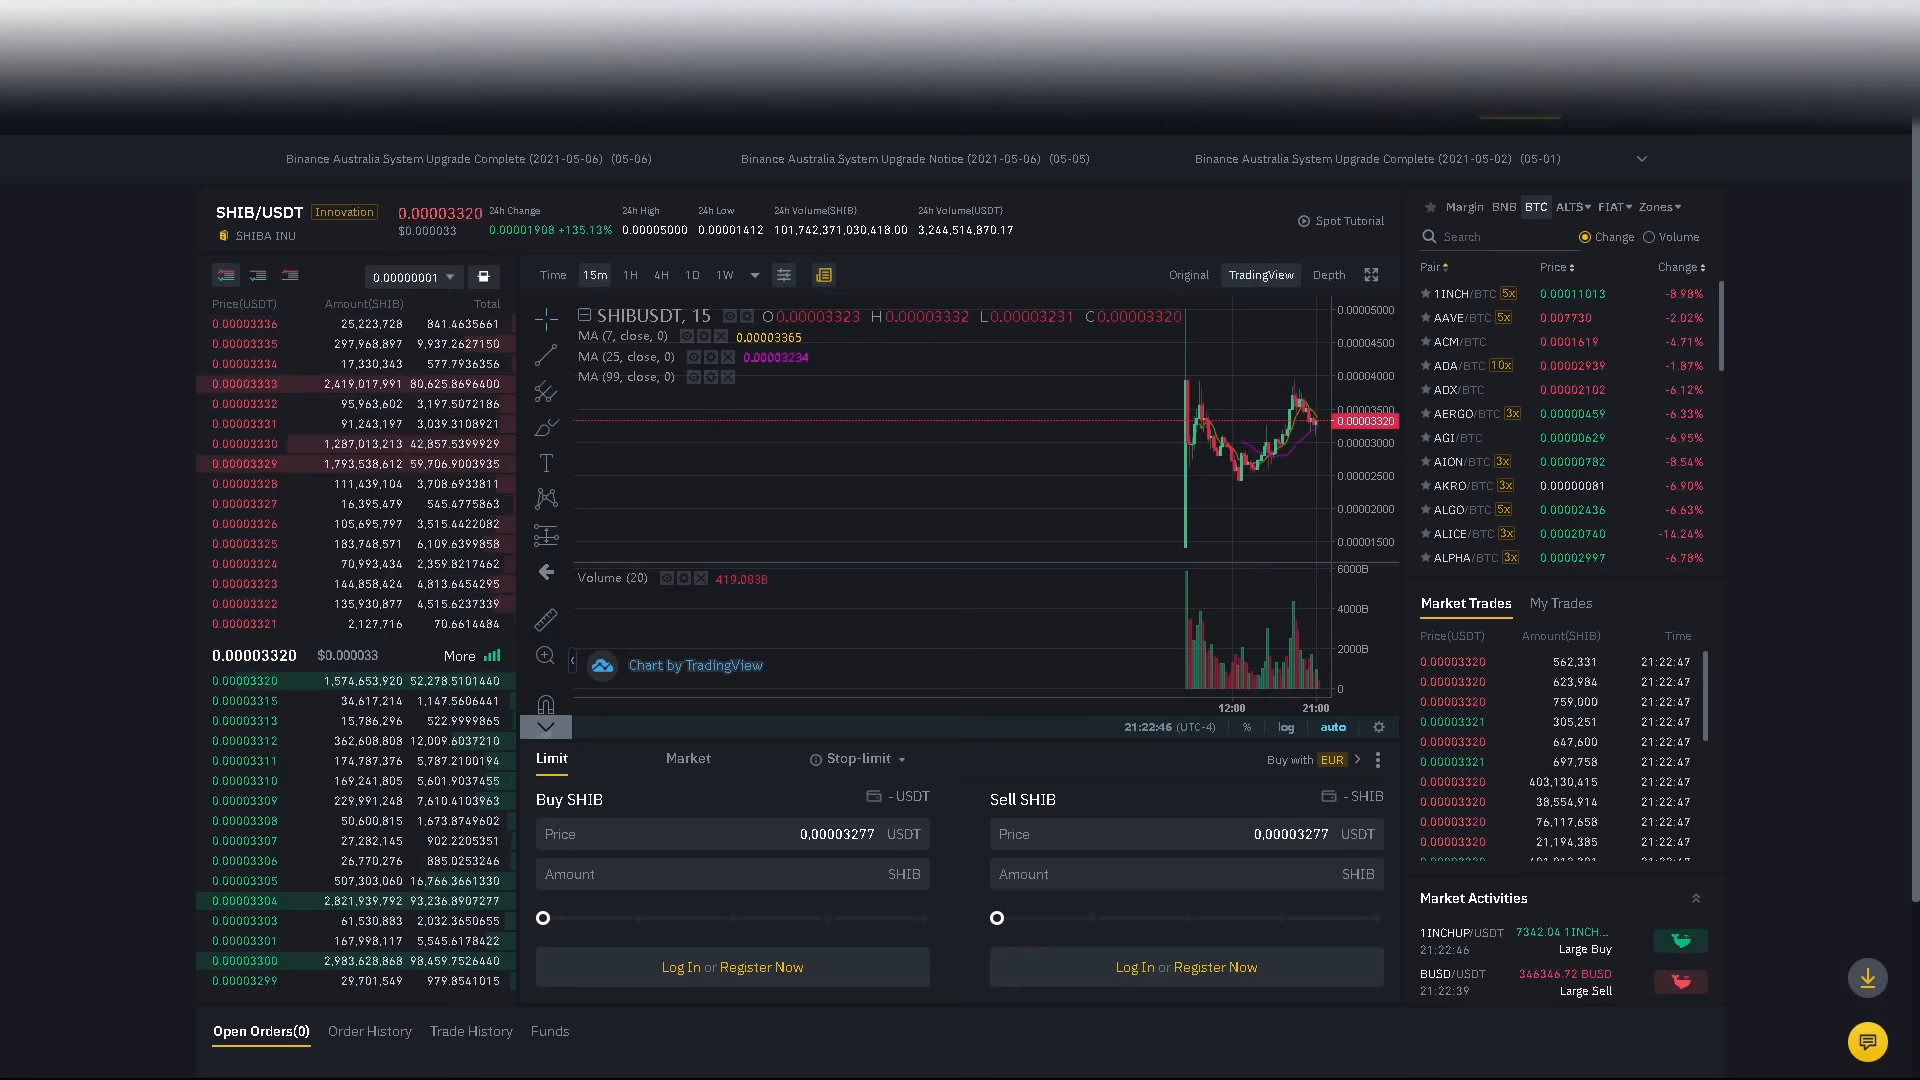 Binance Australia System Upgrade Complete (2021-05-06) (05-06)
Binance Australia System Upgrade Notice (2021-05-06) (05-05)
Binance Australia System Upgrade Complete (2021-05-02) (05-01)
SHIB/USDT Innovation
SHIBA INU
0.00003320
$0.000033
24h Change
0.00001908 +135.13%
24h High
0.00005000
24h Low
0.00001412
24h Volume(SHIB)
101,742,371,030,418.00
24h Volume(USDT)
3,244,514,870.17
Spot Tutorial
0.00000001
Price(USDT) Amount(SHIB) Total
0.00003336 25,223,728 841.4635661
0.00003335 297,968,897 9,937.2627150
0.00003334 17,330,343 577.7936356
0.00003333 2,419,017,991 80,625.8696400
0.00003332 95,963,602 3,197.5072186
0.00003331 91,243,197 3,039.3108921
0.00003330 1,287,013,213 42,857.5399929
0.00003329 1,793,538,612 59,706.9003935
0.00003328 111,439,104 3,708.6933811
0.00003327 16,395,479 545.4775863
0.00003326 105,695,797 3,515.4422082
0.00003325 183,748,571 6,109.6399858
0.00003324 70,993,434 2,359.8217462
0.00003323 144,858,424 4,813.6454295
0.00003322 135,930,877 4,515.6237339
0.00003321 2,127,716 70.6614484
0.00003320 $0.000033 More
0.00003320 1,574,653,920 52,278.5101440
0.00003315 34,617,214 1,147.5606441
0.00003313 15,786,296 522.9999865
0.00003312 362,608,808 12,009.6037210
0.00003311 174,787,376 5,787.2100194
0.00003310 169,241,805 5,601.9037455
0.00003309 229,991,248 7,610.4103963
0.00003308 50,600,815 1,673.8749602
0.00003307 27,282,145 902.2205351
0.00003306 26,770,276 885.0253246
0.00003305 507,303,060 16,766.3661330
0.00003304 2,821,939,792 93,236.8907277
0.00003303 61,530,883 2,032.3650655
0.00003301 167,998,117 5,545.6178422
0.00003300 2,983,628,868 98,459.7526440
0.00003299 29,701,549 979.8541015
Time 15m 1H 4H 1D 1W
Original TradingView Depth
SHIBUSDT, 15 O0.00003323 H0.00003332 L0.00003231 C0.00003320
MA (7, close, 0) 0.00003365
MA (25, close, 0) 0.00003234
MA (99, close, 0)
0.00005000
0.00004500
0.00004000
0.00003500
0.00003320
0.00003000
0.00002500
0.00002000
0.00001500
Volume (20) 419.083B
6000B
4000B
2000B
0
Chart by TradingView
12:00 21:00
21:22:46 (UTC-4) % log auto
Limit Market Stop-limit
Buy with EUR
Buy SHIB - USDT
Price 0,00003277 USDT
Amount SHIB
Log In or Register Now
Sell SHIB - SHIB
Price 0,00003277 USDT
Amount SHIB
Log In or Register Now
Margin BNB BTC ALTS FIAT Zones
Search Change Volume
Pair Price Change
1INCH/BTC 5x 0.00011013 -8.98%
AAVE/BTC 5x 0.007730 -2.02%
ACM/BTC 0.0001619 -4.71%
ADA/BTC 10x 0.00002939 -1.87%
ADX/BTC 0.00002102 -6.12%
AERGO/BTC 3x 0.00000459 -6.33%
AGI/BTC 0.00000629 -6.95%
AION/BTC 3x 0.00000782 -8.54%
AKRO/BTC 3x 0.00000081 -6.90%
ALGO/BTC 5x 0.00002436 -6.63%
ALICE/BTC 3x 0.00020740 -14.24%
ALPHA/BTC 3x 0.00002997 -6.78%
Market Trades My Trades
Price(USDT) Amount(SHIB) Time
0.00003320 562,331 21:22:47
0.00003320 623,984 21:22:47
0.00003320 759,000 21:22:47
0.00003321 305,251 21:22:47
0.00003320 647,600 21:22:47
0.00003321 697,758 21:22:47
0.00003320 403,130,415 21:22:47
0.00003320 38,554,914 21:22:47
0.00003320 76,117,658 21:22:47
0.00003320 21,194,385 21:22:47
Market Activities
1INCHUP/USDT 7342.04 1INCH...
21:22:46 Large Buy
BUSD/USDT 346346.72 BUSD
21:22:39 Large Sell
Open Orders(0) Order History Trade History Funds